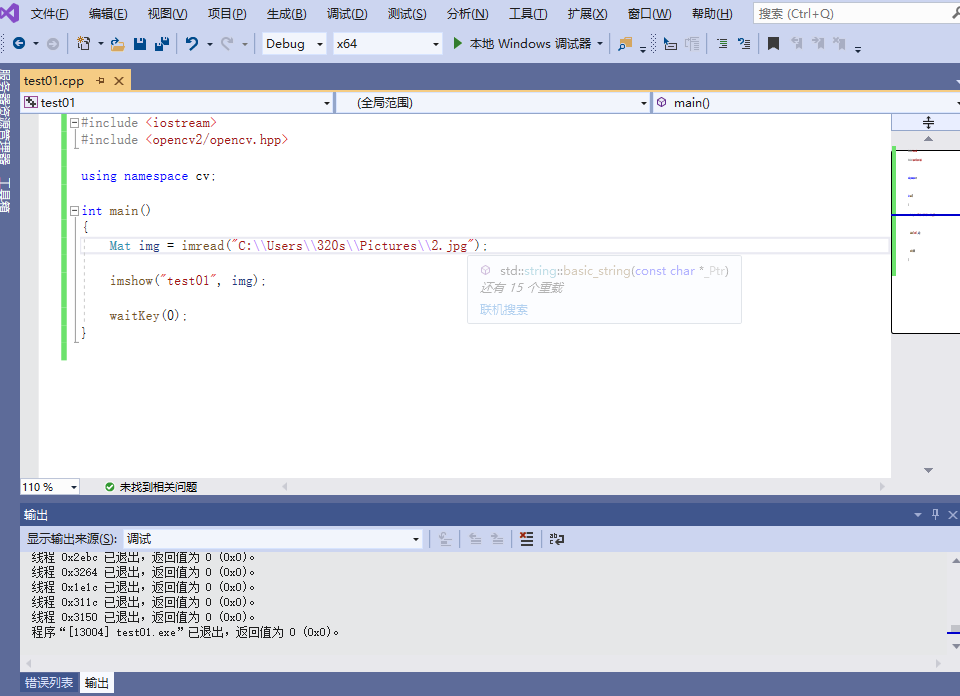 文件(F) 编辑(E) 视图(V) 项目(P) 生成(B) 调试(D) 测试(S) 分析(N) 工具(T) 扩展(X) 窗口(W) 帮助(H) 搜索 (Ctrl+Q)
Debug x64 本地 Windows 调试器
服务器资源管理器
工具箱
test01.cpp
test01 (全局范围) main()
#include <iostream>
#include <opencv2/opencv.hpp>
using namespace cv;
int main()
{
Mat img = imread("C:\\Users\\320s\\Pictures\\2.jpg");
std::string::basic_string(const char *_Ptr)
imshow("test01", img);
还有 15 个重载
联机搜索
waitKey(0);
}
110 % 未找到相关问题
输出
显示输出来源(S): 调试
线程 0x2ebc 已退出，返回值为 0 (0x0)。
线程 0x3264 已退出，返回值为 0 (0x0)。
线程 0x1e1c 已退出，返回值为 0 (0x0)。
线程 0x311c 已退出，返回值为 0 (0x0)。
线程 0x3150 已退出，返回值为 0 (0x0)。
程序“[13004] test01.exe”已退出，返回值为 0 (0x0)。
错误列表 输出